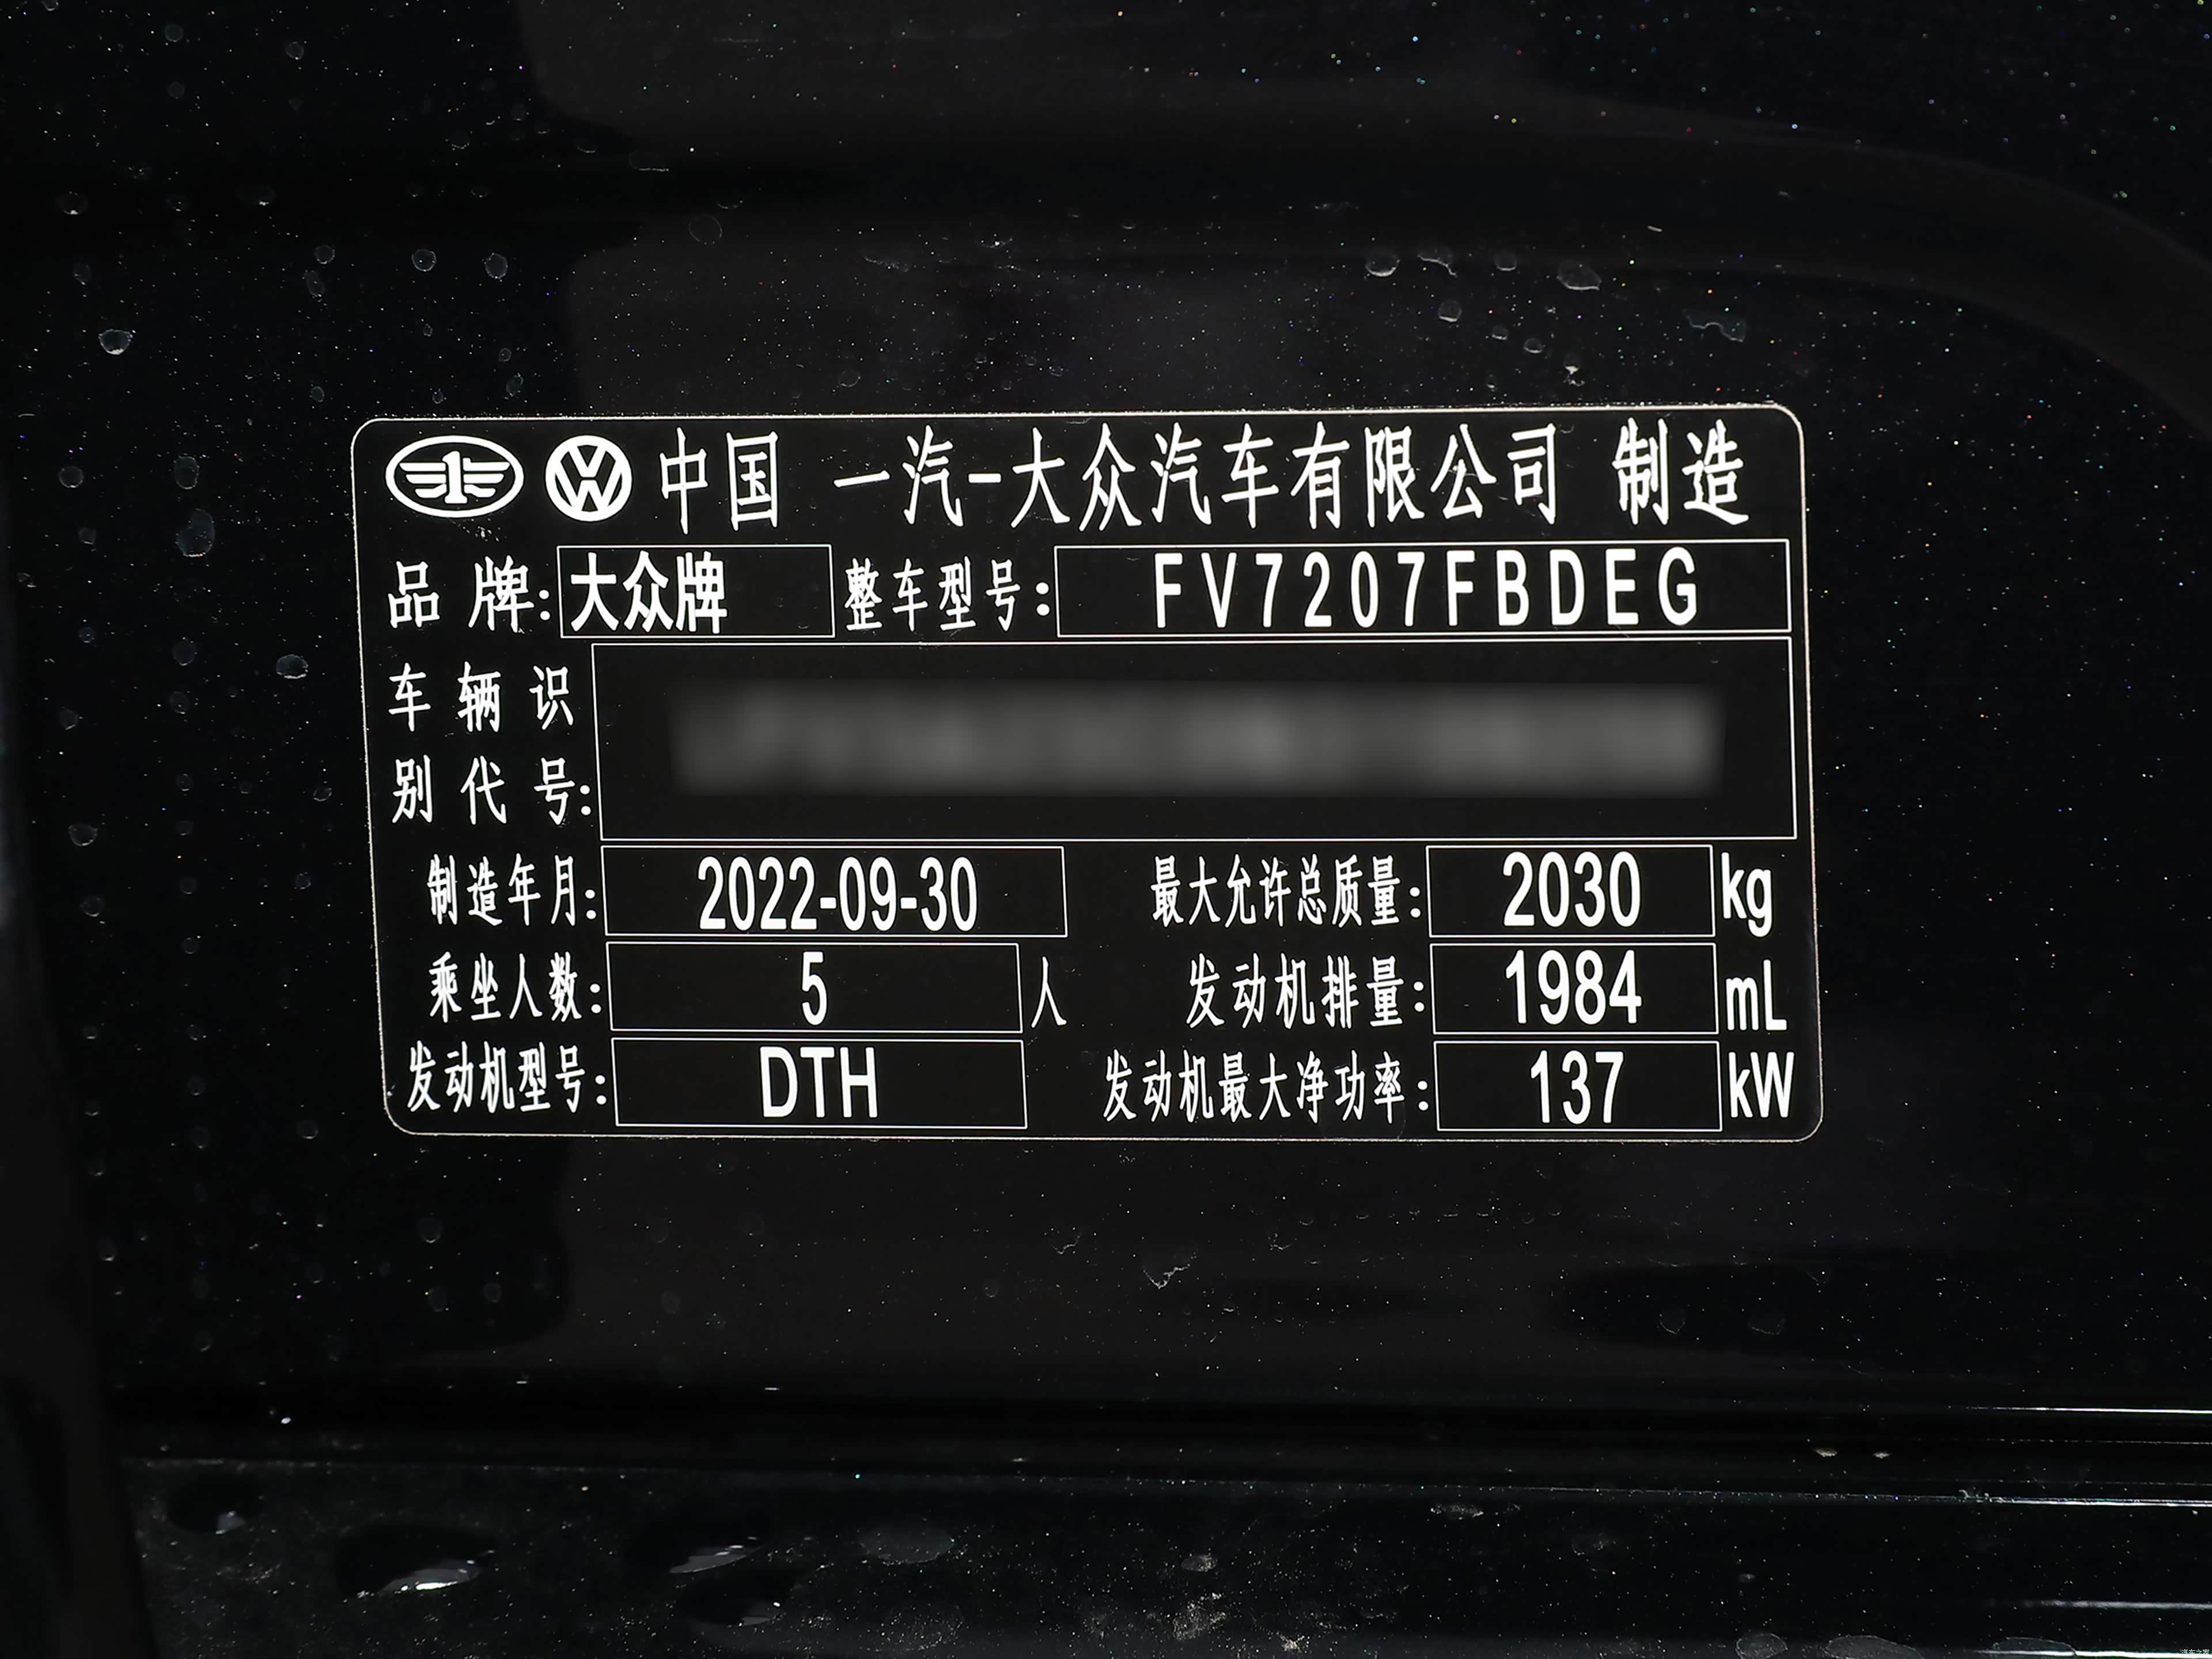 中国 一汽-大众汽车有限公司 制造
品牌: 大众牌 整车型号: FV7207FBDEG
车辆识
别代号:
制造年月: 2022-09-30 最大允许总质量: 2030 kg
乘坐人数: 5 人 发动机排量: 1984 mL
发动机型号: DTH 发动机最大净功率: 137 kW